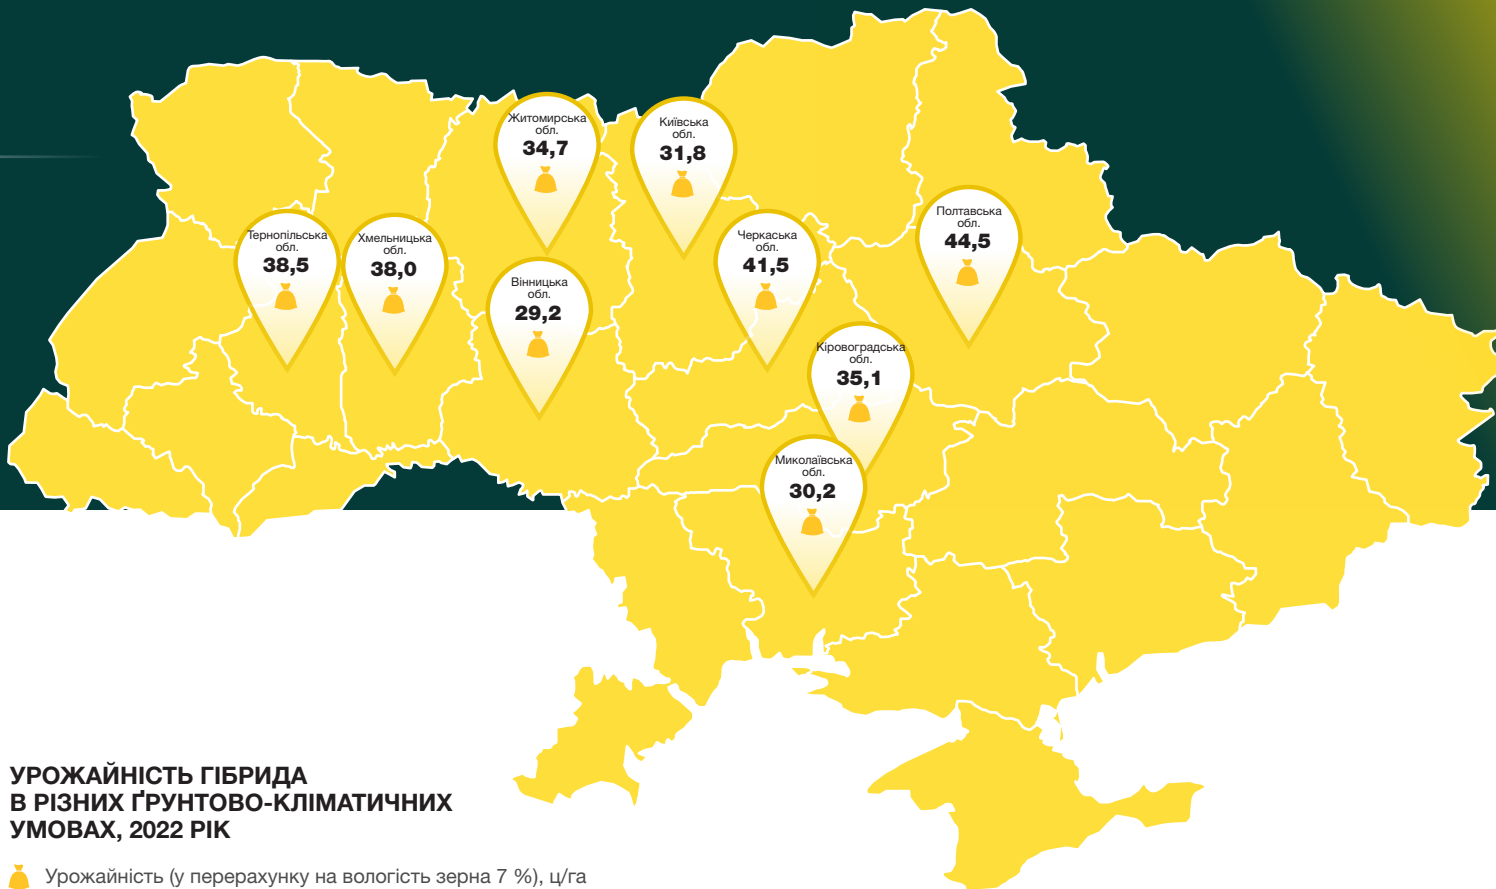 Житомирська
обл.
34,7
Київська
обл.
31,8
Тернопільська
обл.
38,5
Хмельницька
обл.
38,0
Вінницька
обл.
29,2
Черкаська
обл.
41,5
Полтавська
обл.
44,5
Кіровоградська
обл.
35,1
Миколаївська
обл.
30,2
УРОЖАЙНІСТЬ ГІБРИДА
В РІЗНИХ ҐРУНТОВО-КЛІМАТИЧНИХ
УМОВАХ, 2022 РІК
Урожайність (у перерахунку на вологість зерна 7 %), ц/га